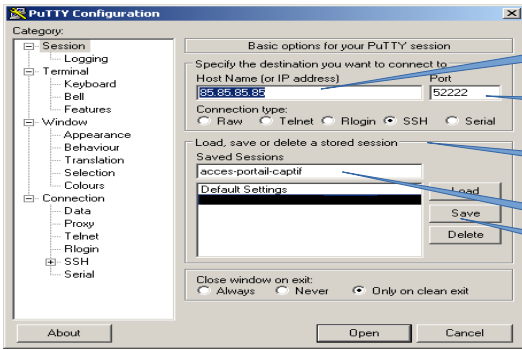 PuTTY Configuration
Category:
Session
Logging
Terminal
Keyboard
Bell
Features
Window
Appearance
Behaviour
Translation
Selection
Colours
Connection
Data
Proxy
Telnet
Rlogin
SSH
Serial
Basic options for your PuTTY session
Specify the destination you want to connect to
Host Name (or IP address) Port
85.85.85.85 52222
Connection type:
Raw Telnet Rlogin SSH Serial
Load, save or delete a stored session
Saved Sessions
acces-portail-captif
Default Settings
Load
Save
Delete
Close window on exit:
Always Never Only on clean exit
About Open Cancel